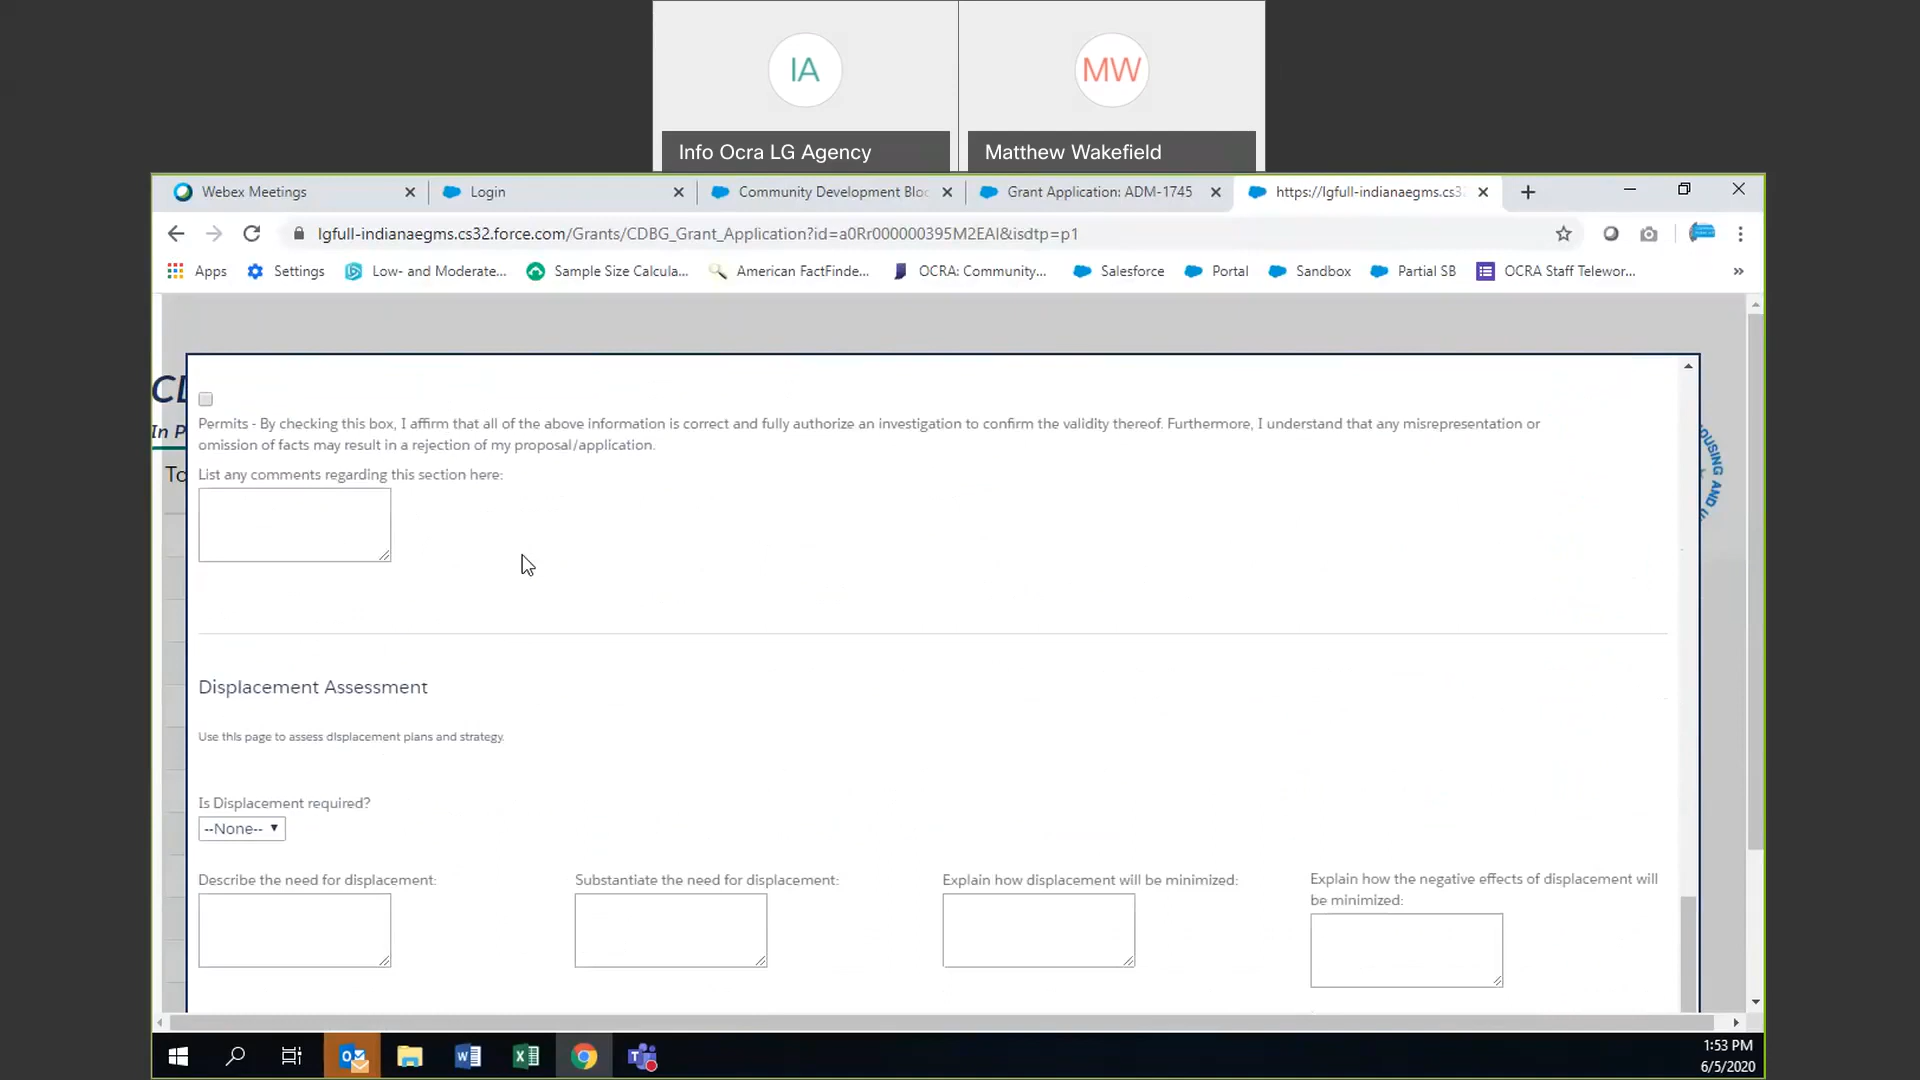 IA
MW
Info Ocra LG Agency
Matthew Wakefield
Webex Meetings
Login
Community Development Bloc
Grant Application: ADM-1745
https://lgfull-indianaegms.cs32
lgfull-indianaegms.cs32.force.com/Grants/CDBG_Grant_Application?id=a0Rr000000395M2EAI&isdtp=p1
Apps
Settings
Low- and Moderate...
Sample Size Calcula...
American FactFinde...
OCRA: Community...
Salesforce
Portal
Sandbox
Partial SB
OCRA Staff Telewor...
»
In P
To
OUSING AND
Permits - By checking this box, I affirm that all of the above information is correct and fully authorize an investigation to confirm the validity thereof. Furthermore, I understand that any misrepresentation or
omission of facts may result in a rejection of my proposal/application.
List any comments regarding this section here:
Displacement Assessment
Use this page to assess displacement plans and strategy.
Is Displacement required?
--None--
Describe the need for displacement:
Substantiate the need for displacement:
Explain how displacement will be minimized:
Explain how the negative effects of displacement will
be minimized:
1:53 PM
6/5/2020